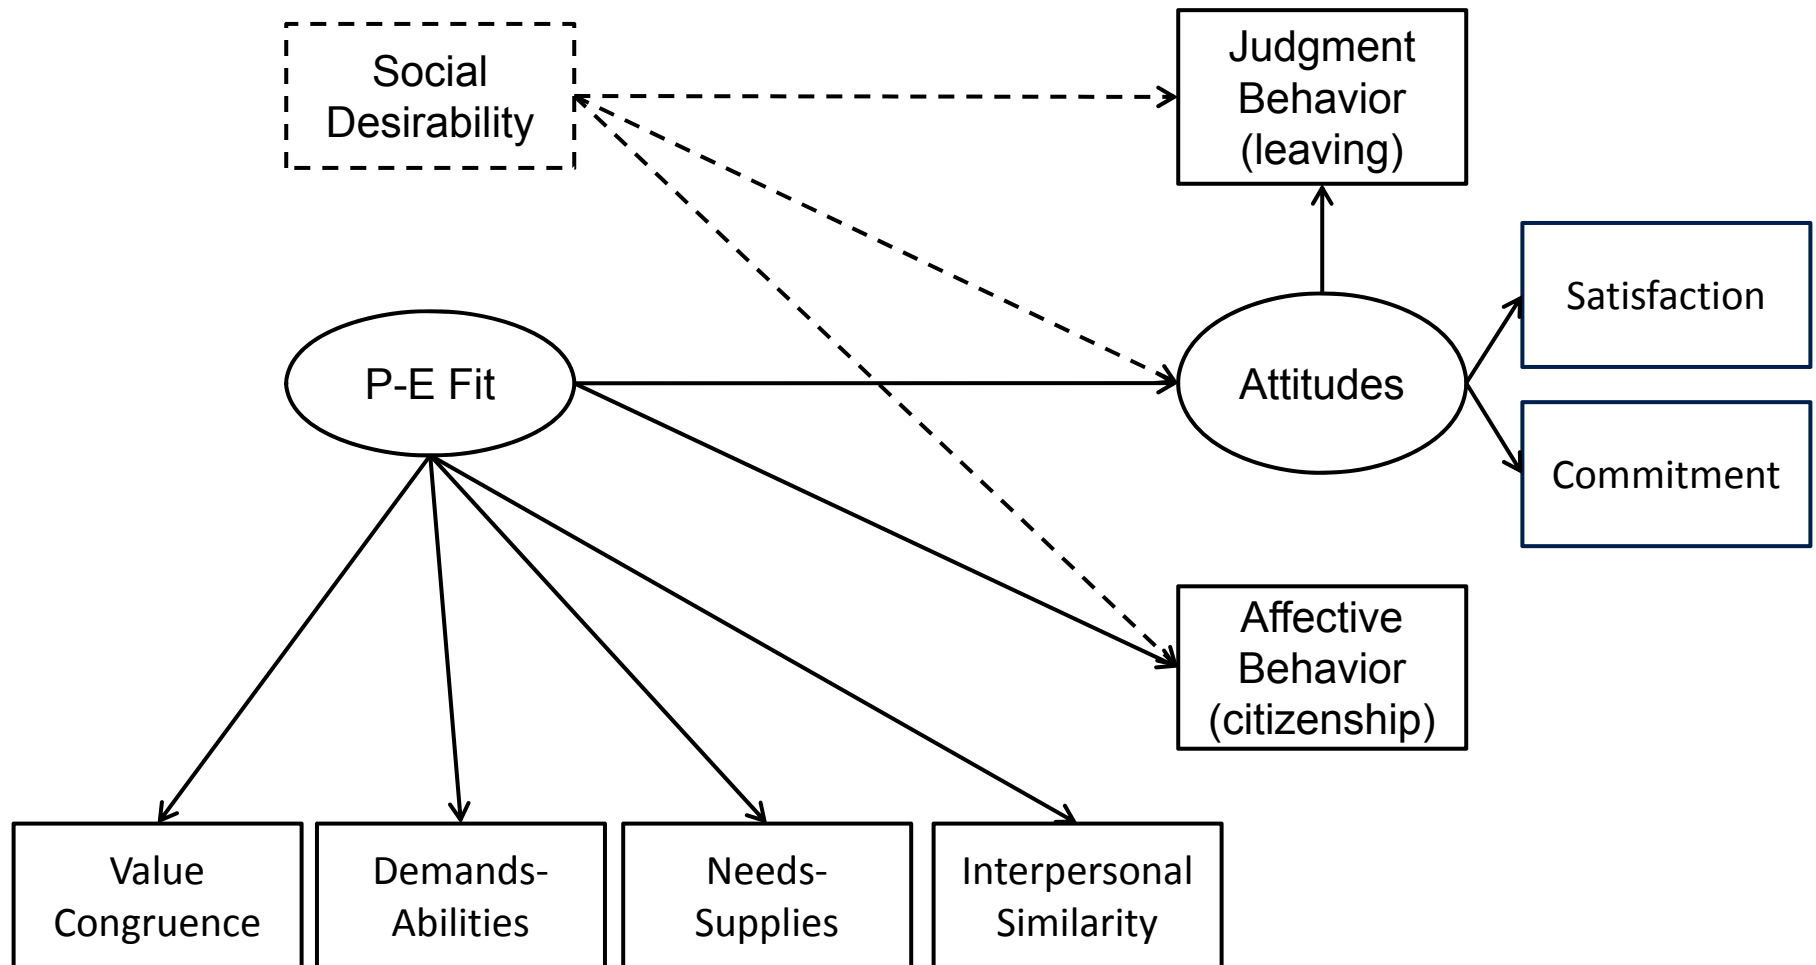 Social
Desirability
Judgment
Behavior
(leaving)
Satisfaction
P-E Fit
Attitudes
Commitment
Affective
Behavior
(citizenship)
Value
Congruence
Demands-
Abilities
Needs-
Supplies
Interpersonal
Similarity